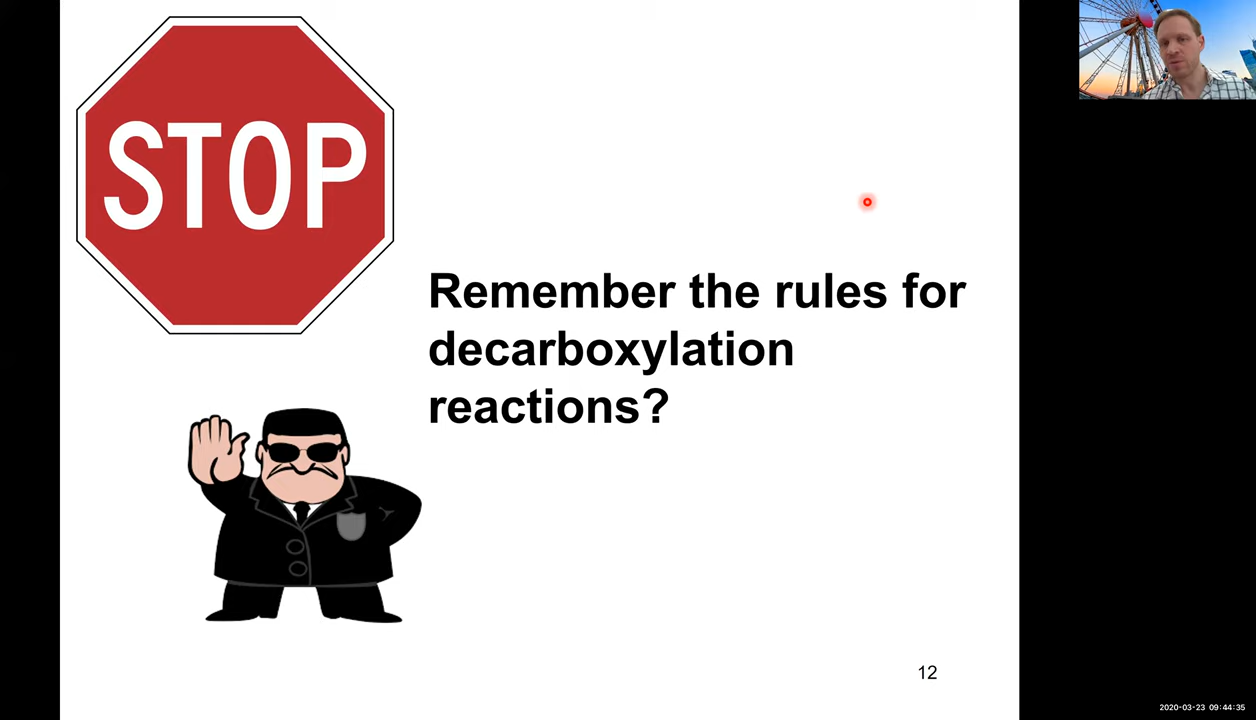 STOP
Remember the rules for
decarboxylation
reactions?
12
2020-03-23 09:44:35